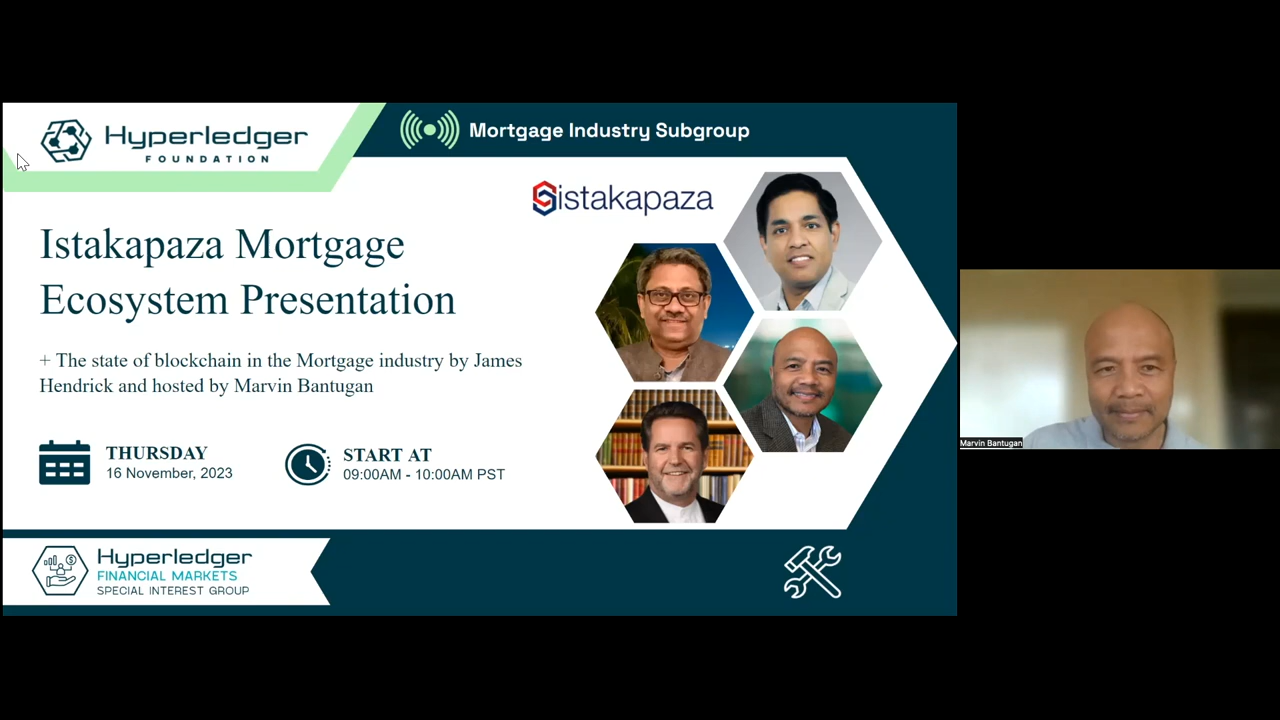 Hyperledger
FOUNDATION
Mortgage Industry Subgroup
istakapaza
Istakapaza Mortgage
Ecosystem Presentation
+ The state of blockchain in the Mortgage industry by James
Hendrick and hosted by Marvin Bantugan
THURSDAY
16 November, 2023
START AT
09:00AM - 10:00AM PST
Marvin Bantugan
Hyperledger
FINANCIAL MARKETS
SPECIAL INTEREST GROUP